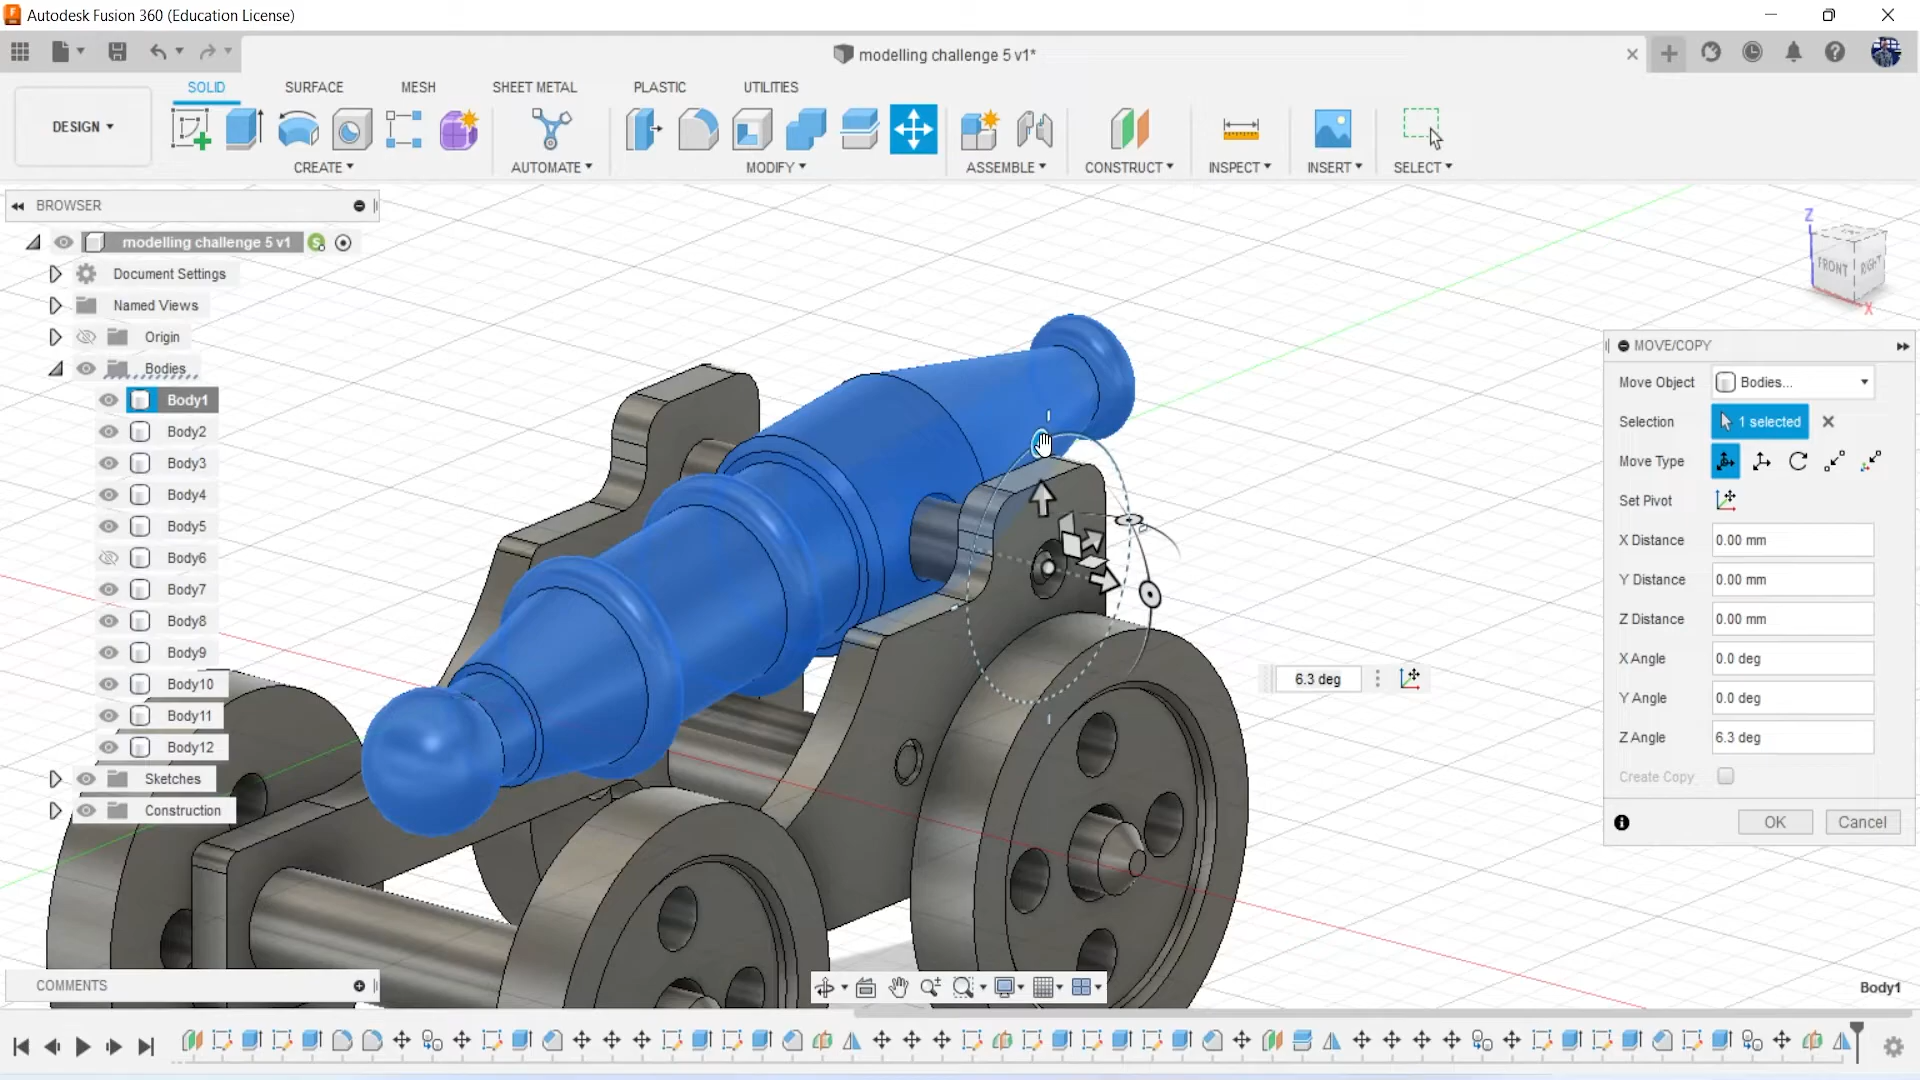 Autodesk Fusion 360 (Education License)
modelling challenge 5 v1*
SOLID SURFACE MESH SHEET METAL PLASTIC UTILITIES
DESIGN
CREATE AUTOMATE MODIFY ASSEMBLE CONSTRUCT INSPECT INSERT SELECT
BROWSER
modelling challenge 5 v1
Document Settings
Named Views
Origin
Bodies
Body1
Body2
Body3
Body4
Body5
Body6
Body7
Body8
Body9
Body10
Body11
Body12
Sketches
Construction
Z
FRONT RIGHT
X
MOVE/COPY
Move Object Bodies...
Selection 1 selected
Move Type
Set Pivot
X Distance 0.00 mm
Y Distance 0.00 mm
Z Distance 0.00 mm
X Angle 0.0 deg
Y Angle 0.0 deg
Z Angle 6.3 deg
Create Copy
OK Cancel
6.3 deg
COMMENTS
Body1